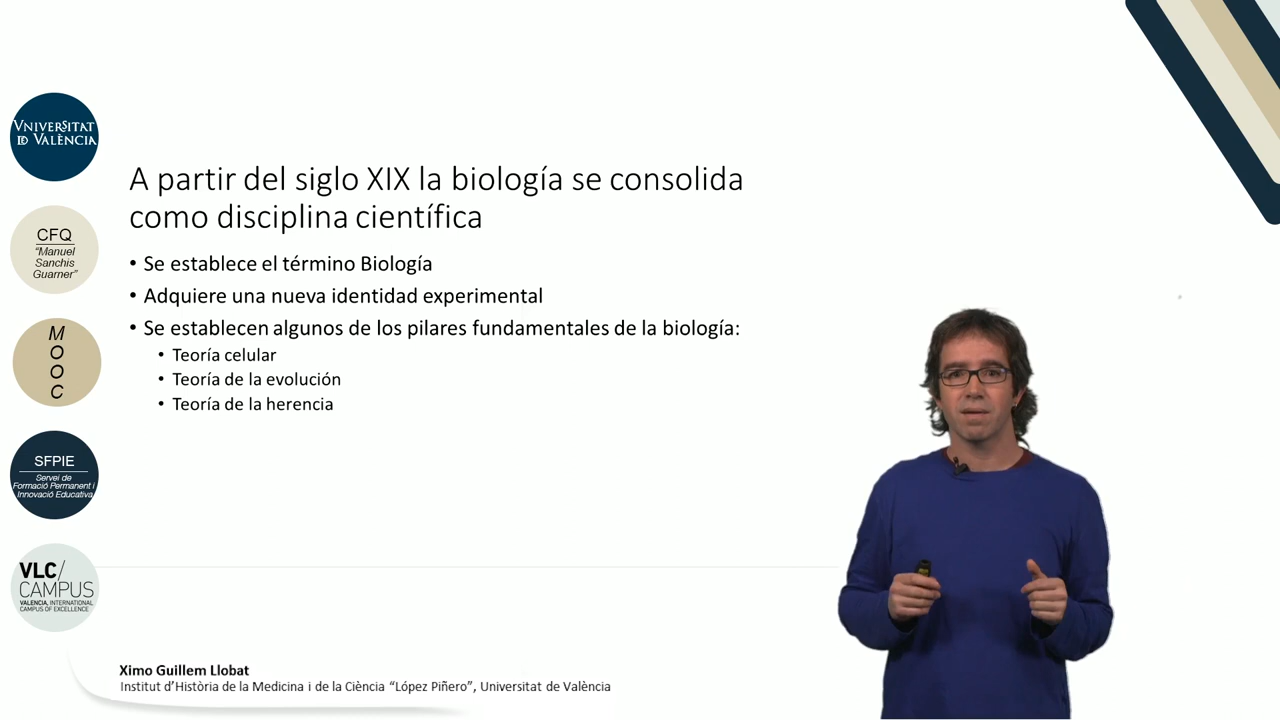 VNIVERSITAT
ID VALÈNCIA
CFQ
“Manuel
Sanchis
Guarner”
M
O
O
C
SFPIE
Servei de
Formació Permanent i
Innovació Educativa
VLC/
CAMPUS
VALENCIA, INTERNATIONAL
CAMPUS OF EXCELLENCE
A partir del siglo XIX la biología se consolida
como disciplina científica
• Se establece el término Biología
• Adquiere una nueva identidad experimental
• Se establecen algunos de los pilares fundamentales de la biología:
• Teoría celular
• Teoría de la evolución
• Teoría de la herencia
Ximo Guillem Llobat
Institut d’Història de la Medicina i de la Ciència “López Piñero”, Universitat de València